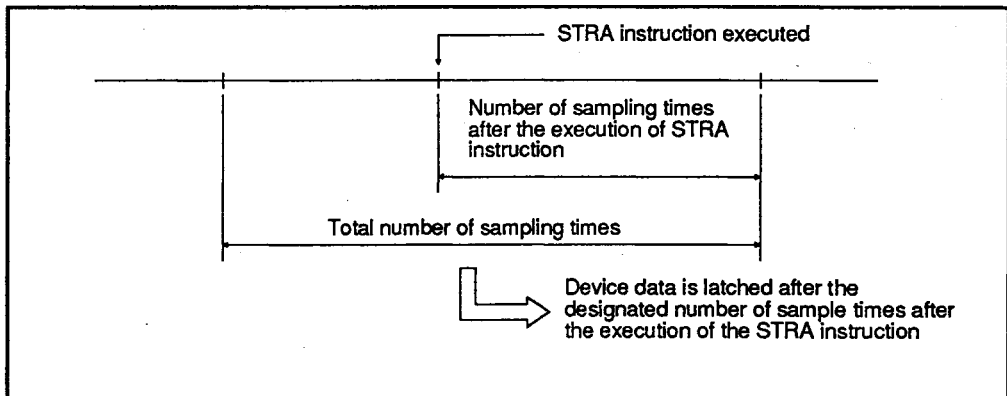 STRA instruction executed
Number of sampling times
after the execution of STRA
instruction
Total number of sampling times
Device data is latched after the
designated number of sample times after
the execution of the STRA instruction